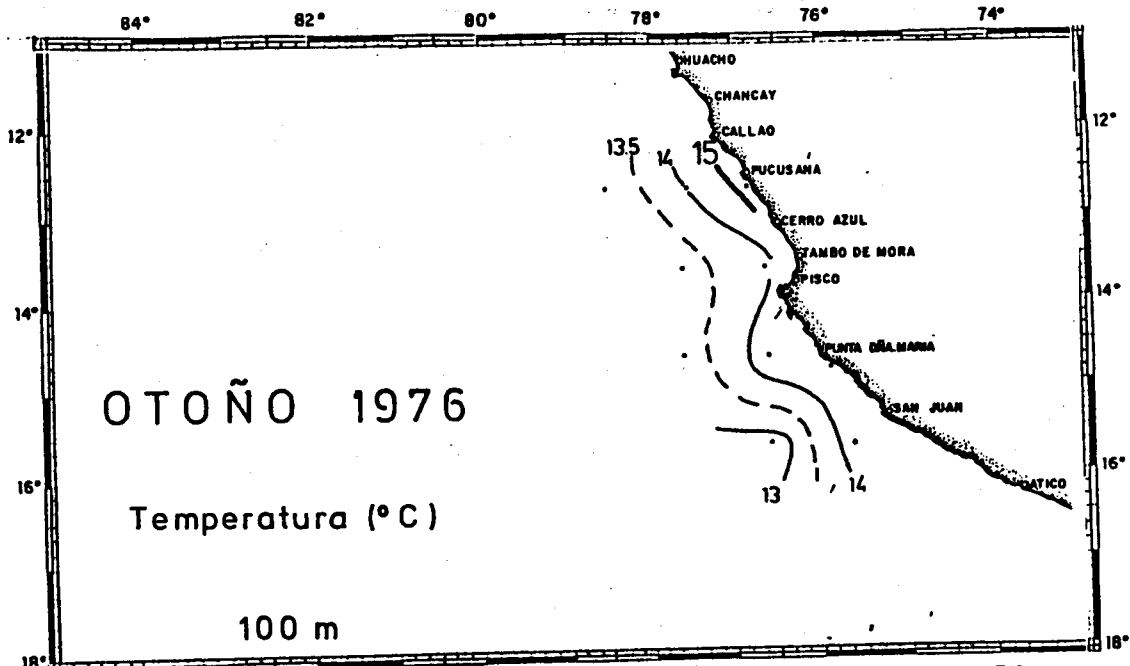 84° 82° 80° 78° 76° 74°
HUACHO
CHANCAY
12° CALLAO 12°
13.5 14 15
PUCUSANA
CERRO AZUL
TAMBO DE MORA
PISCO
14° 14°
PUNTA DÑA.MARIA
OTOÑO 1976
SAN JUAN
16° 13 14 ATICO 16°
Temperatura (°C)
100 m
18° 18°